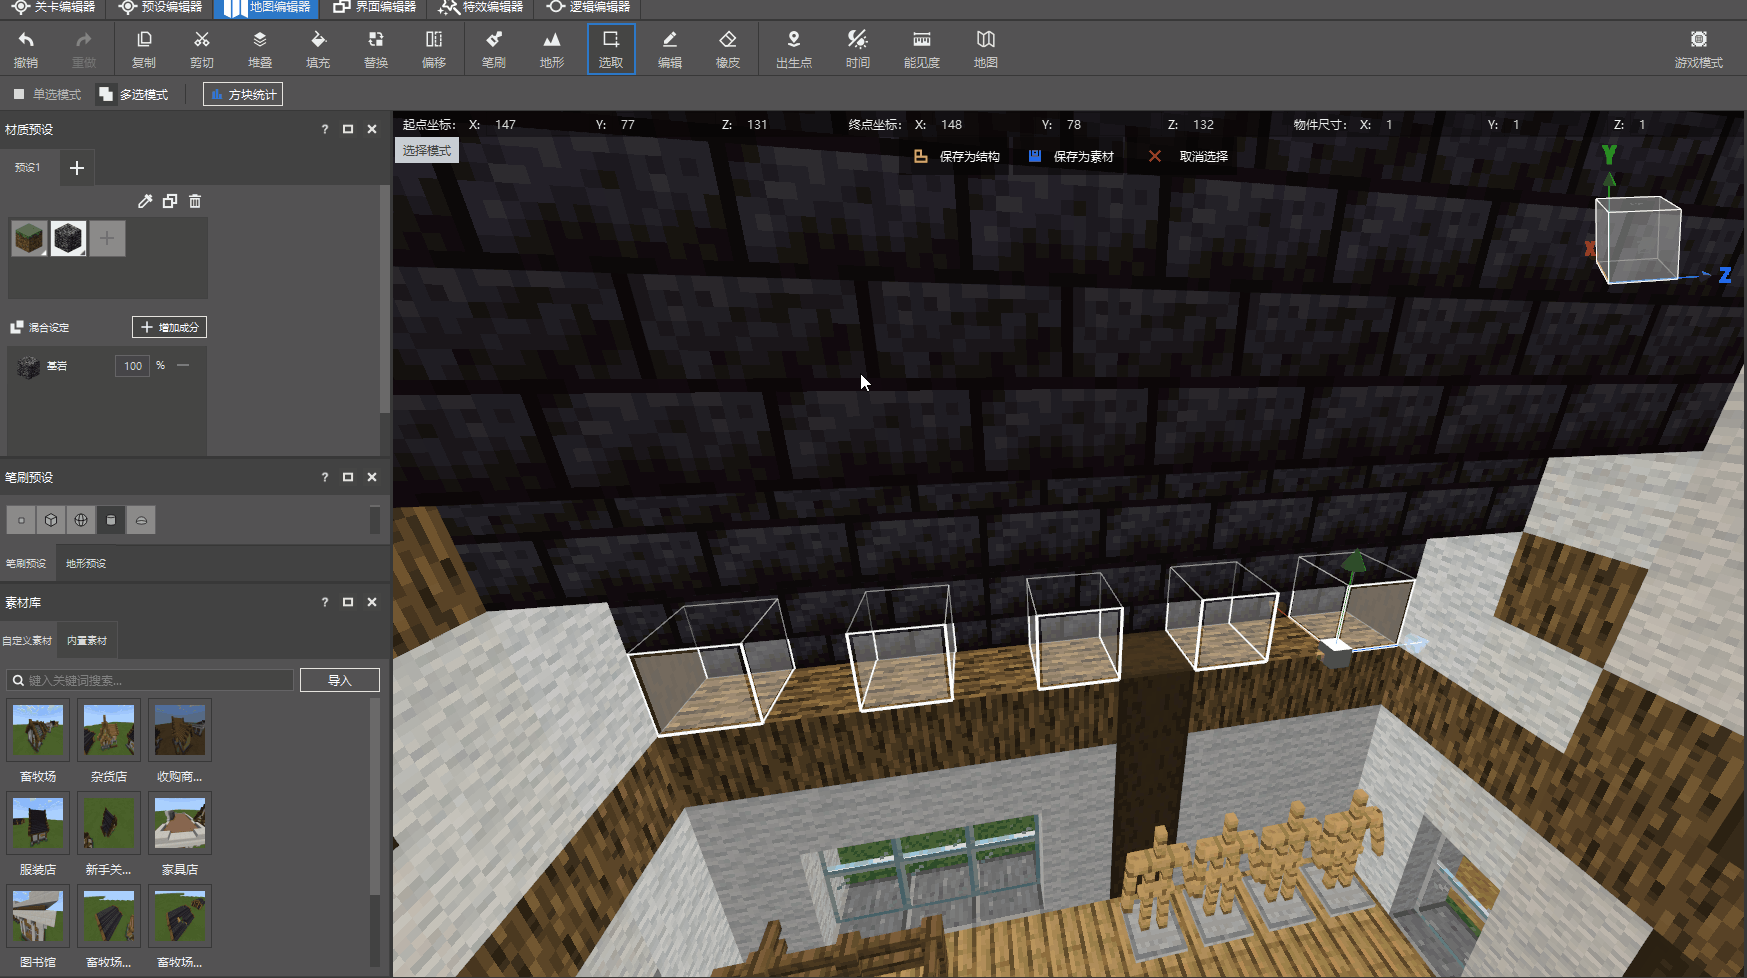 关卡编辑器 预设编辑器 地图编辑器 界面编辑器 特效编辑器 逻辑编辑器
撤销 重做 复制 剪切 堆叠 填充 替换 偏移 笔刷 地形 选取 编辑 橡皮 出生点 时间 能见度 地图 游戏模式
单选模式 多选模式 方块统计
材质预设 ?
起点坐标: X: 147 Y: 77 Z: 131 终点坐标: X: 148 Y: 78 Z: 132 物件尺寸: X: 1 Y: 1 Z: 1
选择模式
保存为结构 保存为素材 取消选择
预设1
Y
X
Z
混合设定 增加成分
基岩 100 %
笔刷预设 ?
笔刷预设 地形预设
素材库 ?
自定义素材 内置素材
键入关键词搜索... 导入
畜牧场 杂货店 收购商...
服装店 新手关... 家具店
图书馆 畜牧场... 畜牧场...